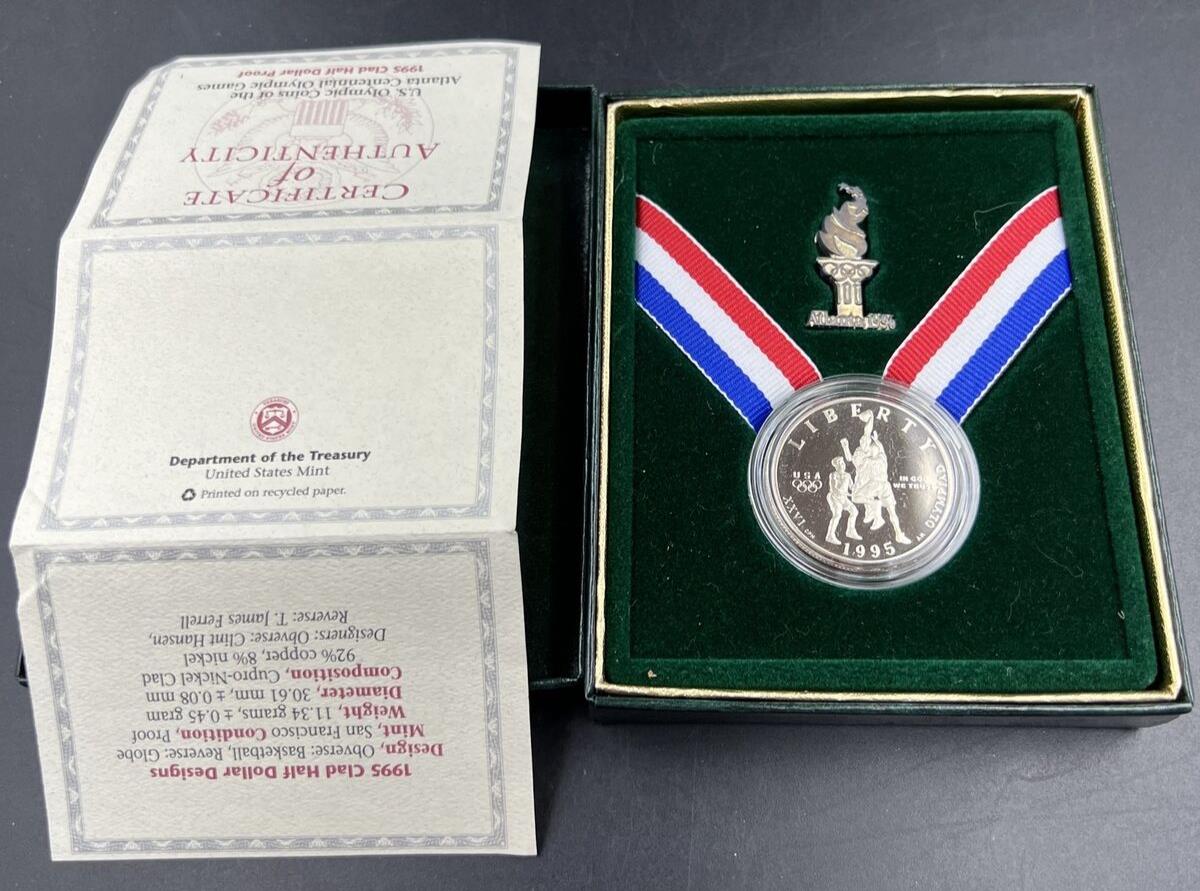 CERTIFICATE
of
AUTHENTICITY
U.S. Olympic Coins of the
Atlanta Centennial Olympic Games
1995 Clad Half Dollar Proof
Department of the Treasury
United States Mint
Printed on recycled paper.
1995 Clad Half Dollar Designs
Design, Obverse: Basketball, Reverse: Globe
Mint, San Francisco, Condition, Proof
Weight, 11.34 grams, ± 0.45 gram
Diameter, 30.61 mm, ± 0.08 mm
Composition, Cupro-Nickel Clad
92% copper, 8% nickel
Designers: Obverse: Clint Hansen,
Reverse: T. James Ferrell
Atlanta 1996
LIBERTY
USA
IN GOD
WE TRUST
OLYMPIAD
XXVI
1995